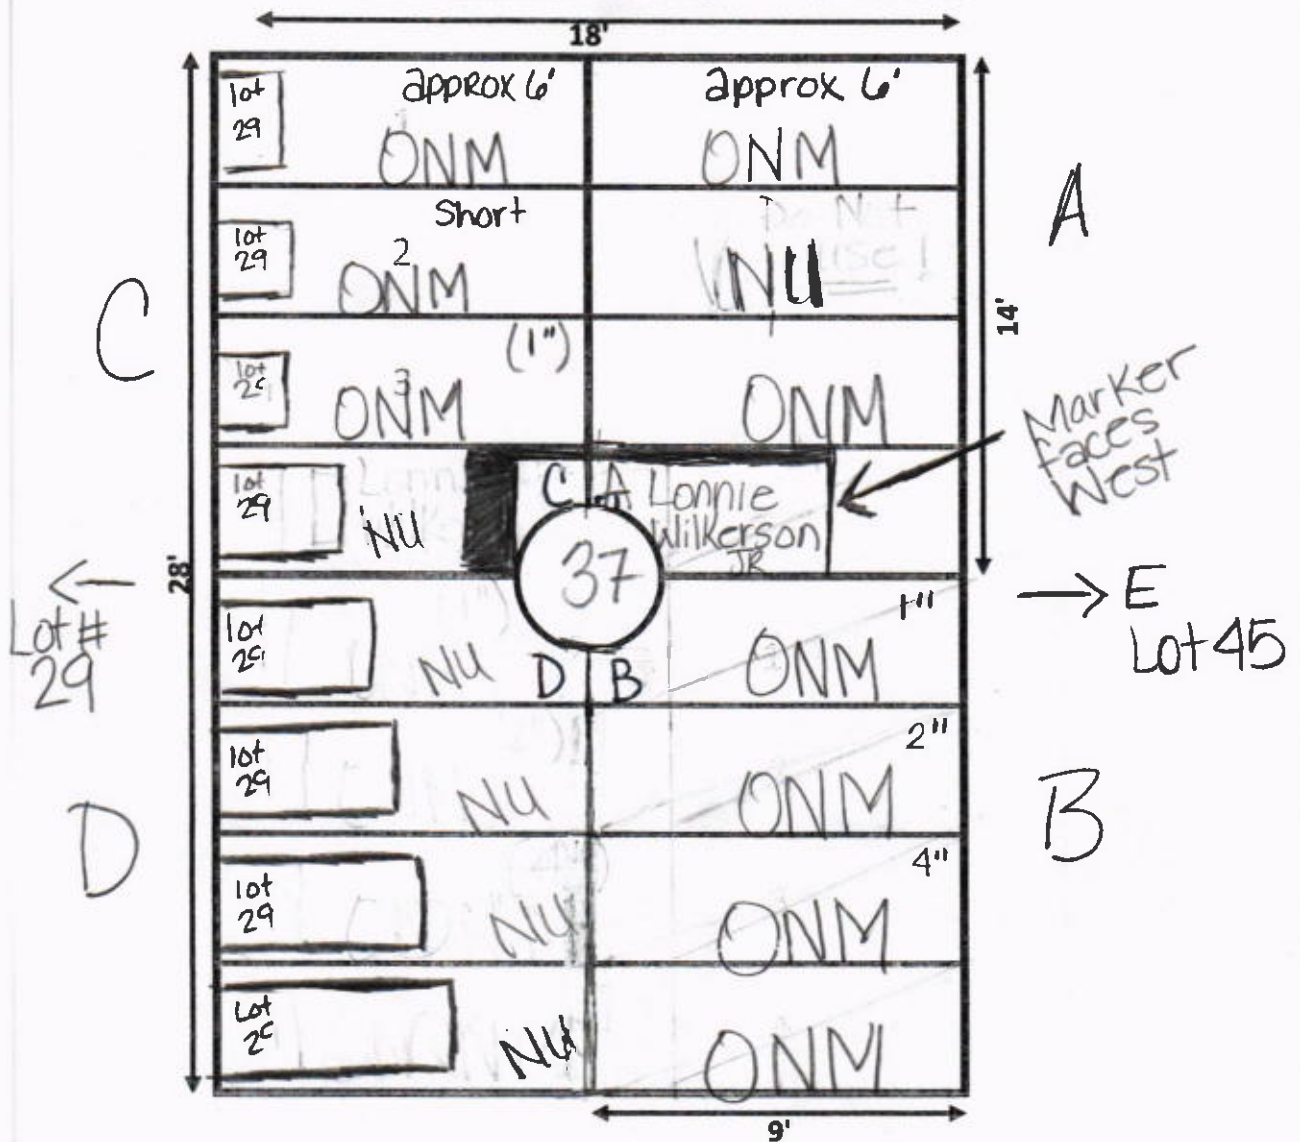 18'
lot
29
approx 6'
ONM
approx 6'
ONM
A
lot
29
Short
2
ONM
Do Not
use!
NU
C
14'
lot
29
(1")
3
ONM
ONM
Marker
faces
West
lot
29
NU
C A Lonnie
Wilkerson
JR
37
28'
Lot #
29
E
Lot 45
lot
29
NU
D B
1"
ONM
lot
29
NU
2"
ONM
D
B
lot
29
NU
4"
ONM
Lot
29
NU
ONM
9'